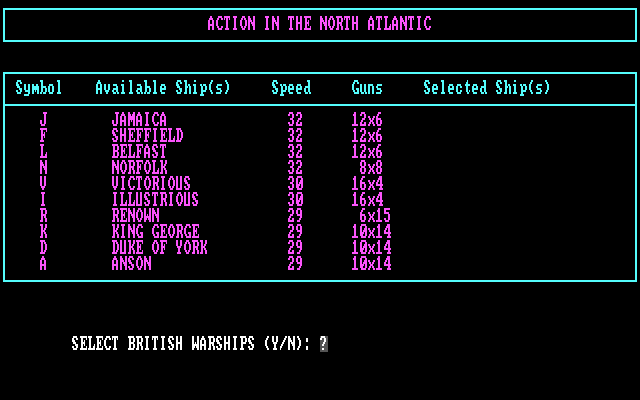 ACTION IN THE NORTH ATLANTIC
Symbol Available Ship(s) Speed Guns Selected Ship(s)
J JAMAICA 32 12x6
F SHEFFIELD 32 12x6
L BELFAST 32 12x6
N NORFOLK 32 8x8
V VICTORIOUS 30 16x4
I ILLUSTRIOUS 30 16x4
R RENOWN 29 6x15
K KING GEORGE 29 10x14
D DUKE OF YORK 29 10x14
A ANSON 29 10x14
SELECT BRITISH WARSHIPS (Y/N): ?